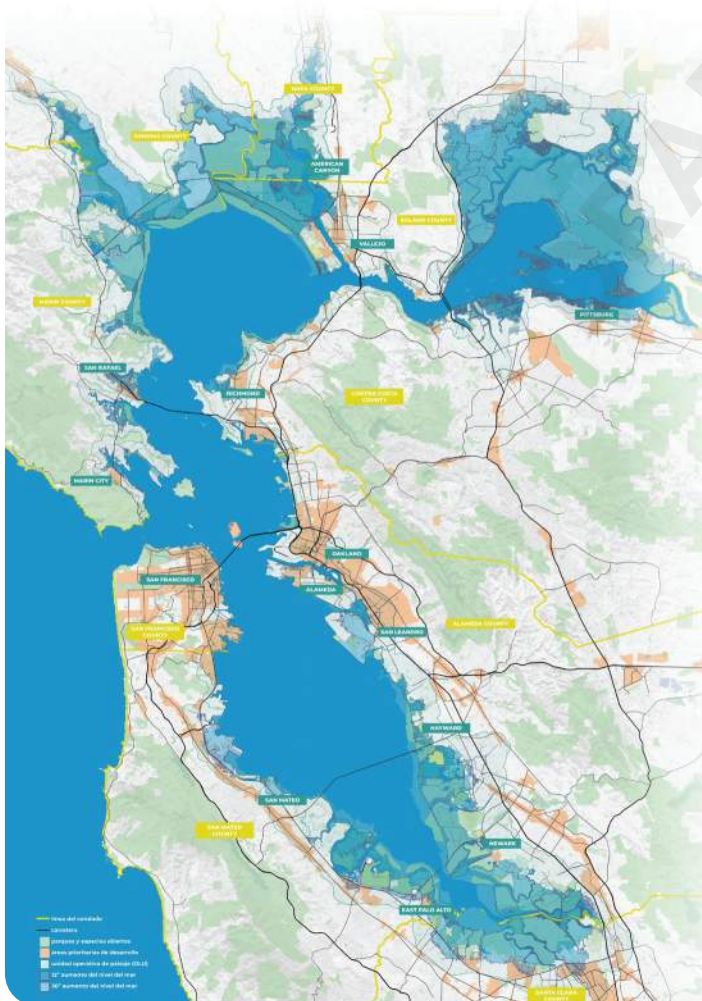 NAPA COUNTY
SONOMA COUNTY
AMERICAN
CANYON
SOLANO COUNTY
VALLEJO
MARIN COUNTY
PITTSBURG
SAN RAFAEL
RICHMOND
CONTRA COSTA
COUNTY
MARIN CITY
OAKLAND
SAN FRANCISCO
ALAMEDA
SAN FRANCISCO
COUNTY
SAN LEANDRO
ALAMEDA COUNTY
HAYWARD
SAN MATEO
SAN MATEO
COUNTY
NEWARK
EAST PALO ALTO
línea del condado
carretera
parques y espacios abiertos
áreas prioritarias de desarrollo
unidad operativa de paisaje (OLU)
12" aumento del nivel del mar
36" aumento del nivel del mar
SANTA CLARA
COUNTY